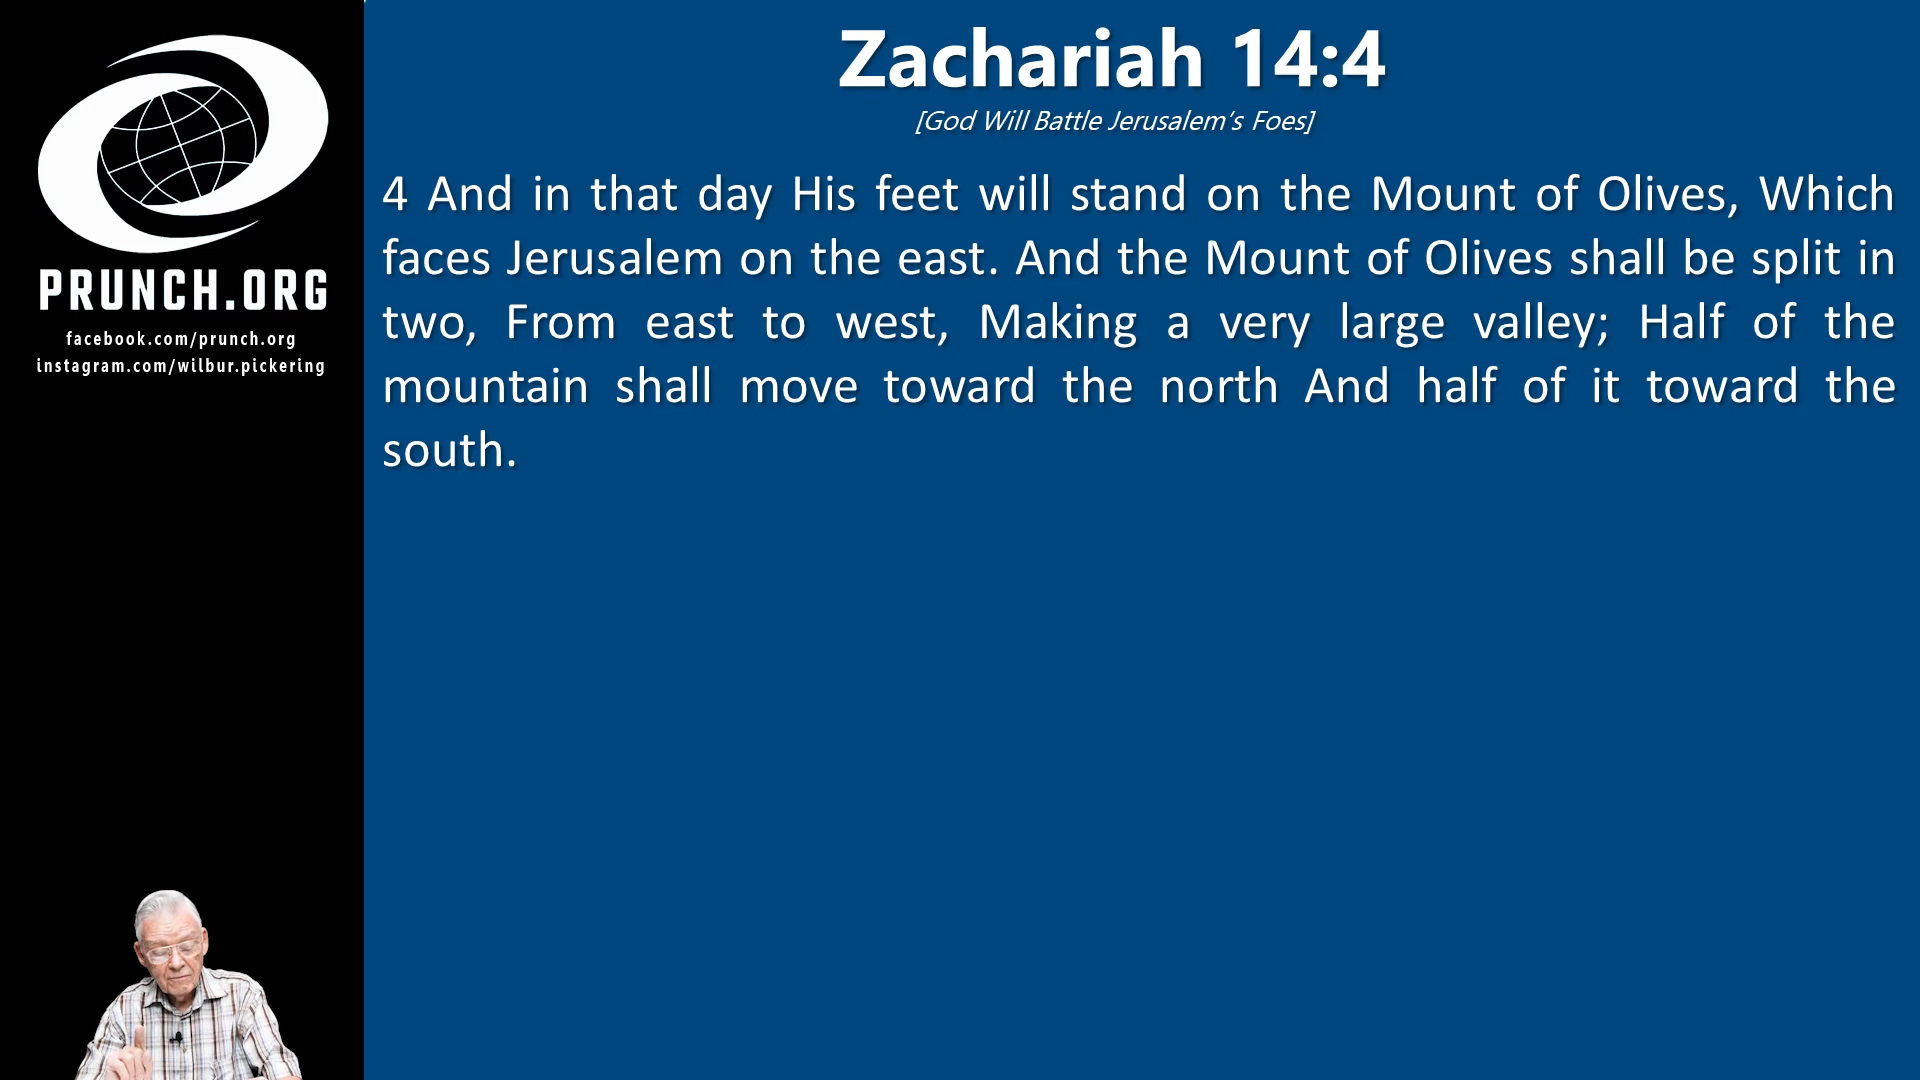 PRUNCH.ORG
facebook.com/prunch.org
instagram.com/wilbur.pickering
Zachariah 14:4
[God Will Battle Jerusalem's Foes]
4 And in that day His feet will stand on the Mount of Olives, Which
faces Jerusalem on the east. And the Mount of Olives shall be split in
two, From east to west, Making a very large valley; Half of the
mountain shall move toward the north And half of it toward the
south.